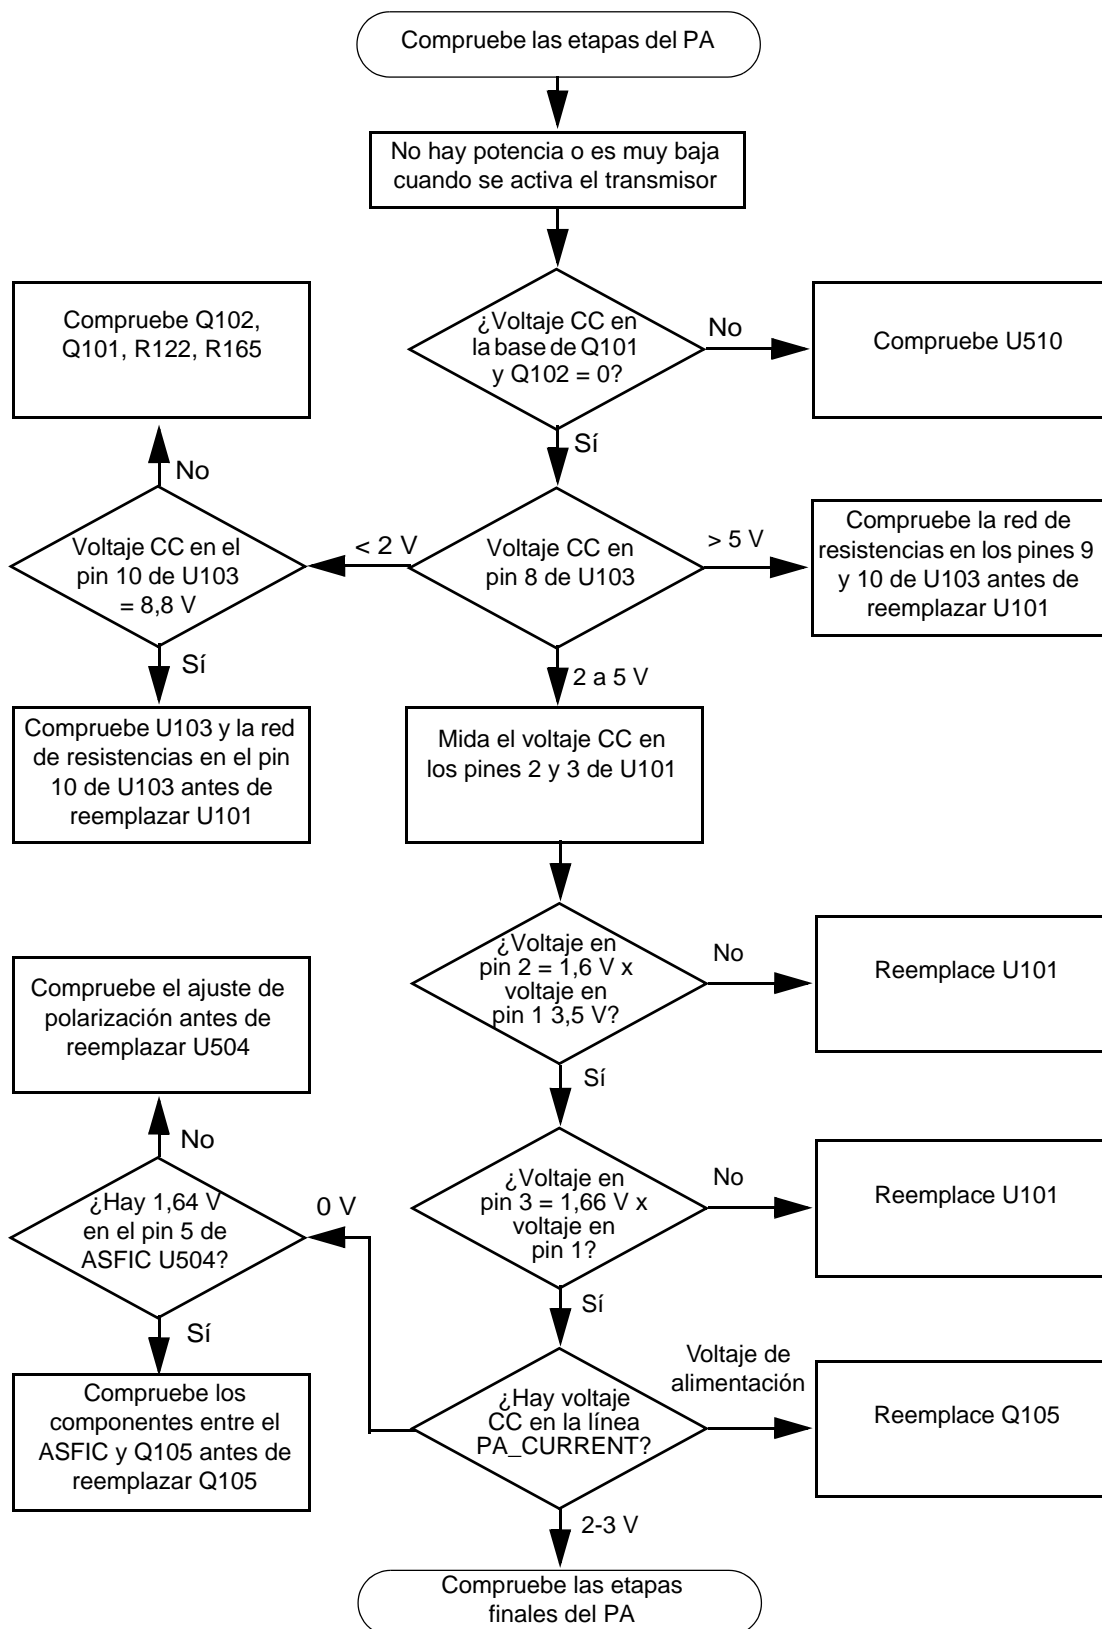 Compruebe las etapas del PA
No hay potencia o es muy baja
cuando se activa el transmisor
¿Voltaje CC en
la base de Q101
y Q102 = 0?
No
Compruebe U510
Sí
Compruebe Q102,
Q101, R122, R165
No
Voltaje CC en el
pin 10 de U103
= 8,8 V
< 2 V
Voltaje CC en
pin 8 de U103
> 5 V
Compruebe la red de
resistencias en los pines 9
y 10 de U103 antes de
reemplazar U101
Sí
Compruebe U103 y la red
de resistencias en el pin
10 de U103 antes de
reemplazar U101
2 a 5 V
Mida el voltaje CC en
los pines 2 y 3 de U101
¿Voltaje en
pin 2 = 1,6 V x
voltaje en
pin 1 3,5 V?
No
Reemplace U101
Sí
¿Voltaje en
pin 3 = 1,66 V x
voltaje en
pin 1?
No
Reemplace U101
Sí
¿Hay voltaje
CC en la línea
PA_CURRENT?
Voltaje de
alimentación
Reemplace Q105
0 V
Compruebe el ajuste de
polarización antes de
reemplazar U504
No
¿Hay 1,64 V
en el pin 5 de
ASFIC U504?
Sí
Compruebe los
componentes entre el
ASFIC y Q105 antes de
reemplazar Q105
2-3 V
Compruebe las etapas
finales del PA